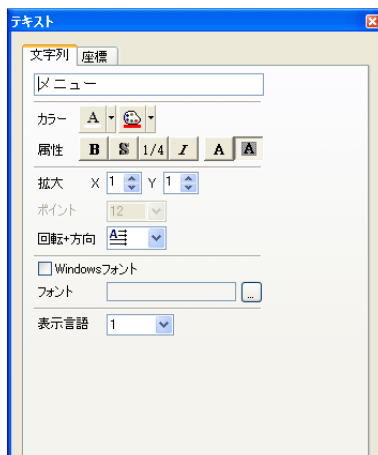 テキスト
文字列 座標
メニュー
カラー A
属性 B S 1/4 I A A
拡大 X 1 Y 1
ポイント 12
回転+方向 A
Windowsフォント
フォント ...
表示言語 1